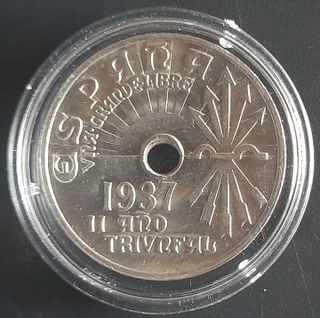 ESPAÑA
VNA·GRANDE·LIBRE
1937
II AÑO
TRIVNFAL